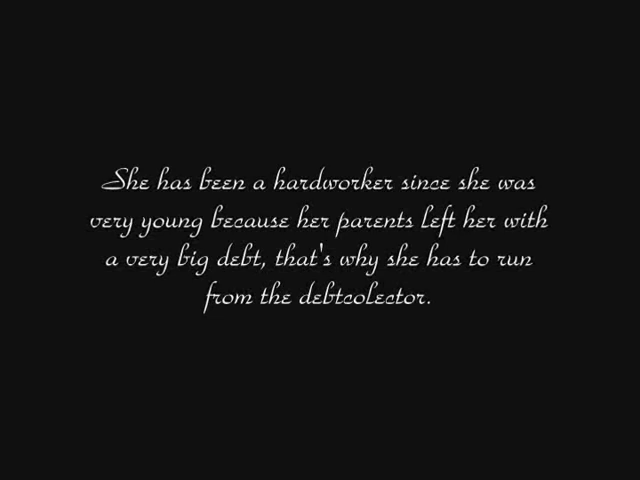 She has been a hardworker since she was
very young because her parents left her with
a very big debt, that's why she has to run
from the debtcolector.